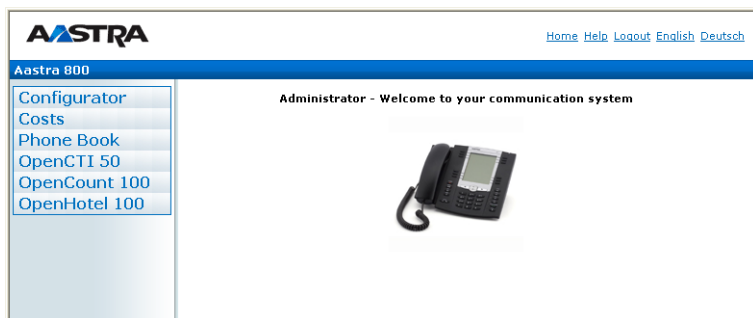 AASTRA
Home Help Logout English Deutsch
Aastra 800
Configurator
Costs
Phone Book
OpenCTI 50
OpenCount 100
OpenHotel 100
Administrator - Welcome to your communication system